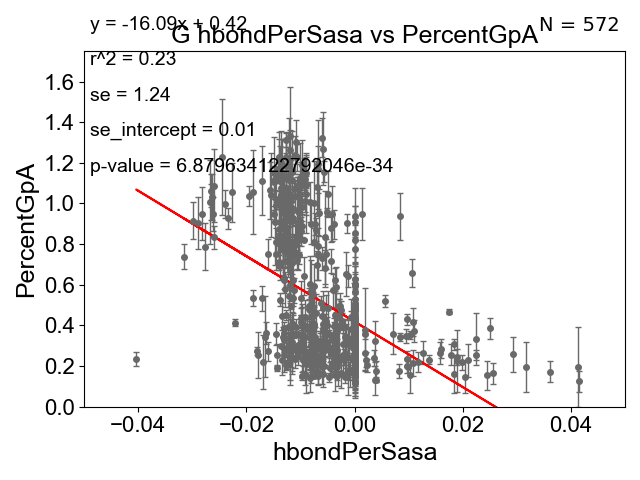 y = -16.09x + 0.42
N = 572
G hbondPerSasa vs PercentGpA
r^2 = 0.23
se = 1.24
se_intercept = 0.01
p-value = 6.879634122792046e-34
PercentGpA
1.6
1.4
1.2
1.0
0.8
0.6
0.4
0.2
0.0
−0.04 −0.02 0.00 0.02 0.04
hbondPerSasa